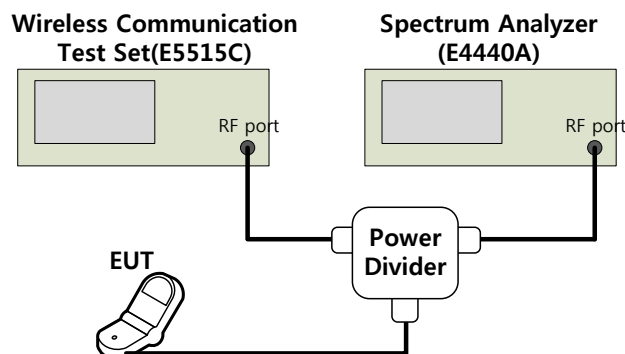 Wireless Communication
Test Set(E5515C)
Spectrum Analyzer
(E4440A)
RF port
RF port
Power
Divider
EUT